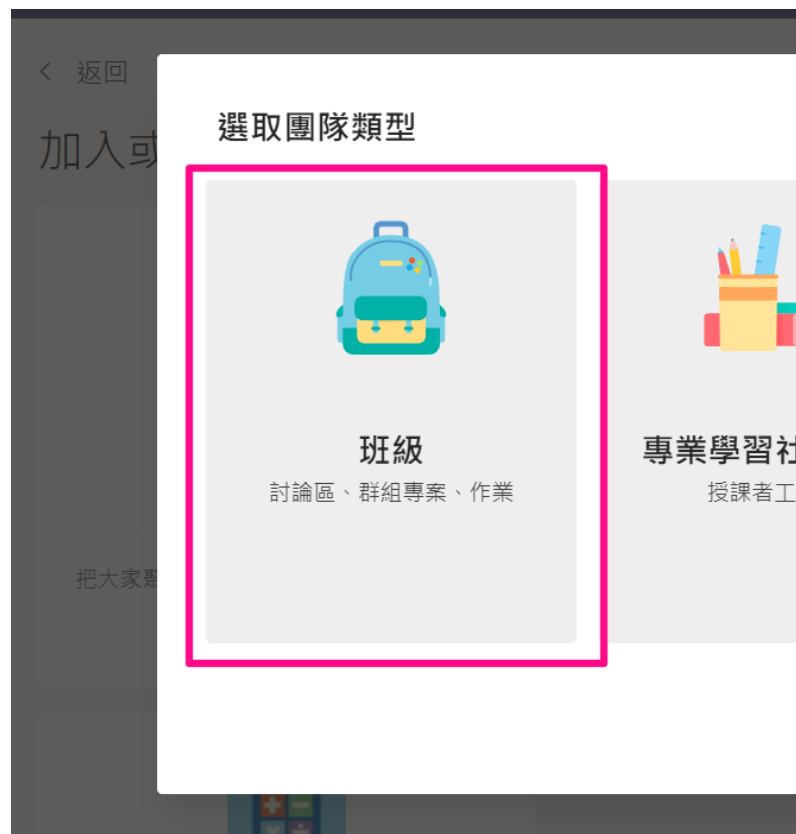 返回
加入或
選取團隊類型
班級
討論區、群組專案、作業
專業學習社
授課者工
把大家聚